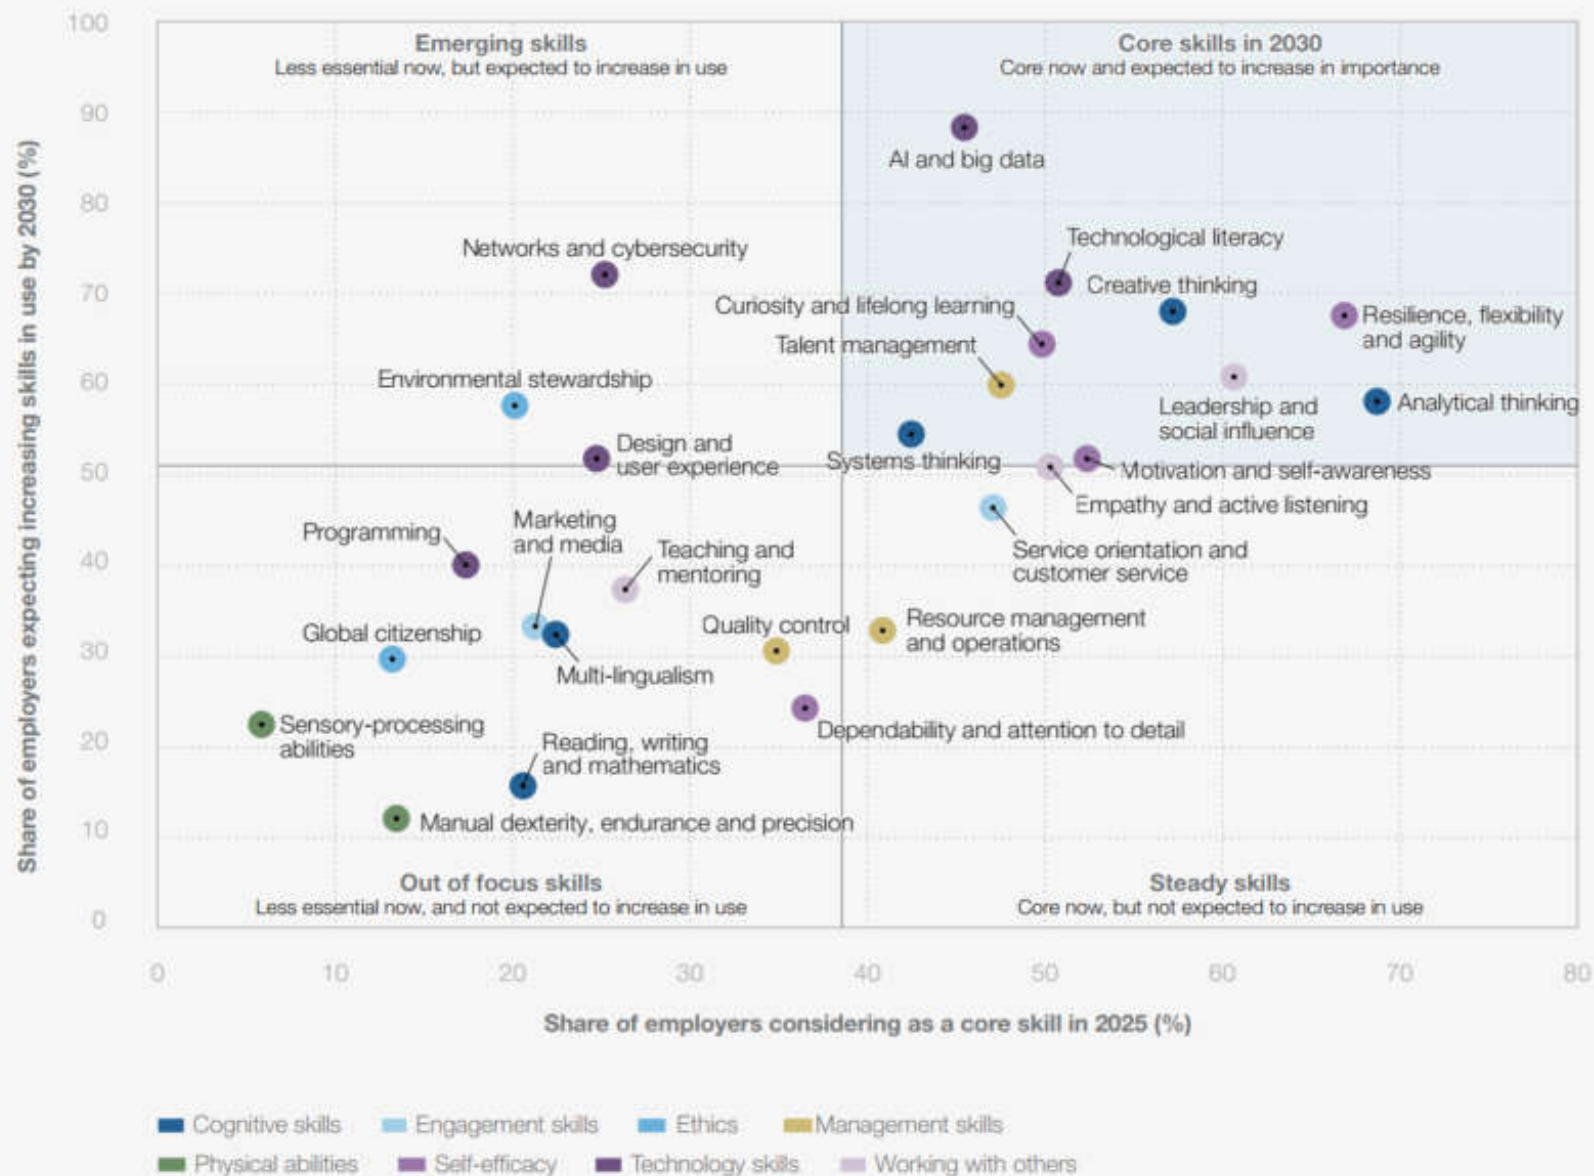 Share of employers expecting increasing skills in use by 2030 (%)
100
90
80
70
60
50
40
30
20
10
0
Emerging skills
Less essential now, but expected to increase in use
Core skills in 2030
Core now and expected to increase in importance
AI and big data
Networks and cybersecurity
Technological literacy
Creative thinking
Curiosity and lifelong learning
Resilience, flexibility
and agility
Talent management
Environmental stewardship
Leadership and
social influence
Analytical thinking
Design and
user experience
Systems thinking
Motivation and self-awareness
Empathy and active listening
Programming
Marketing
and media
Teaching and
mentoring
Service orientation and
customer service
Global citizenship
Quality control
Resource management
and operations
Multi-lingualism
Sensory-processing
abilities
Reading, writing
and mathematics
Dependability and attention to detail
Manual dexterity, endurance and precision
Out of focus skills
Less essential now, and not expected to increase in use
Steady skills
Core now, but not expected to increase in use
0
10
20
30
40
50
60
70
80
Share of employers considering as a core skill in 2025 (%)
Cognitive skills
Engagement skills
Ethics
Management skills
Physical abilities
Self-efficacy
Technology skills
Working with others